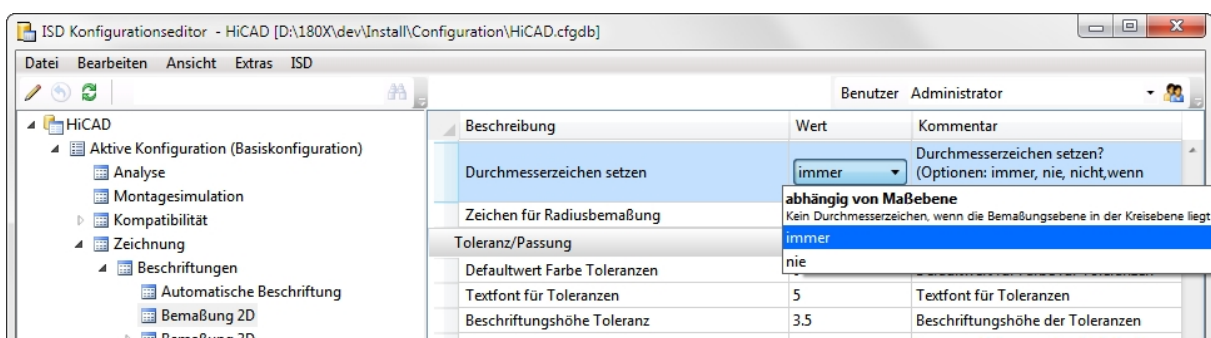 ISD Konfigurationseditor - HiCAD [D:\180X\dev\Install\Configuration\HiCAD.cfgdb]
Datei Bearbeiten Ansicht Extras ISD
Benutzer Administrator
HiCAD
Aktive Konfiguration (Basiskonfiguration)
Analyse
Montagesimulation
Kompatibilität
Zeichnung
Beschriftungen
Automatische Beschriftung
Bemaßung 2D
Beschreibung Wert Kommentar
Durchmesserzeichen setzen immer Durchmesserzeichen setzen?
(Optionen: immer, nie, nicht,wenn
abhängig von Maßebene
Kein Durchmesserzeichen, wenn die Bemaßungsebene in der Kreisebene liegt
immer
nie
Zeichen für Radiusbemaßung
Toleranz/Passung
Defaultwert Farbe Toleranzen
Textfont für Toleranzen 5 Textfont für Toleranzen
Beschriftungshöhe Toleranz 3.5 Beschriftungshöhe der Toleranzen